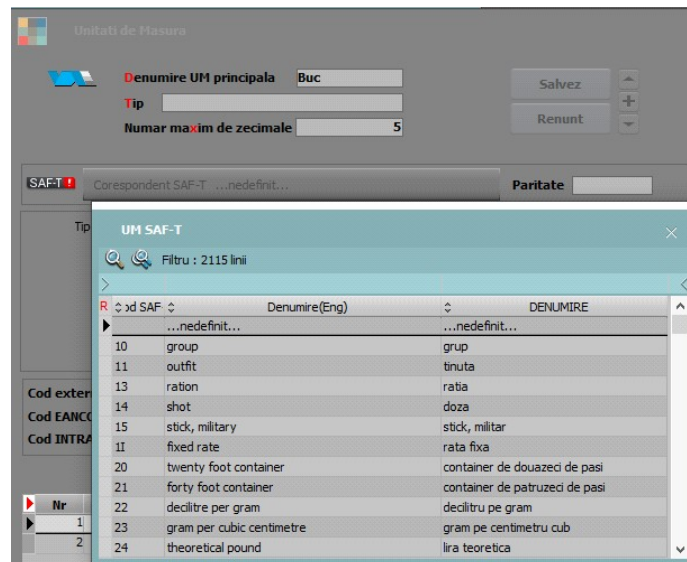 Unitati de Masura
Denumire UM principala Buc
Salvez
Tip
Numar maxim de zecimale 5
Renunt
SAF-T ! Corespondent SAF-T ...nedefinit... Paritate
Tip
UM SAF-T
Filtru : 2115 linii
R od SAF Denumire(Eng) DENUMIRE
...nedefinit... ...nedefinit...
10 group grup
11 outfit tinuta
13 ration ratia
14 shot doza
15 stick, military stick, militar
1I fixed rate rata fixa
20 twenty foot container container de douazeci de pasi
21 forty foot container container de patruzeci de pasi
22 decilitre per gram decilitru pe gram
23 gram per cubic centimetre gram pe centimetru cub
24 theoretical pound lira teoretica
Cod exter
Cod EANCO
Cod INTRA
Nr
1
2